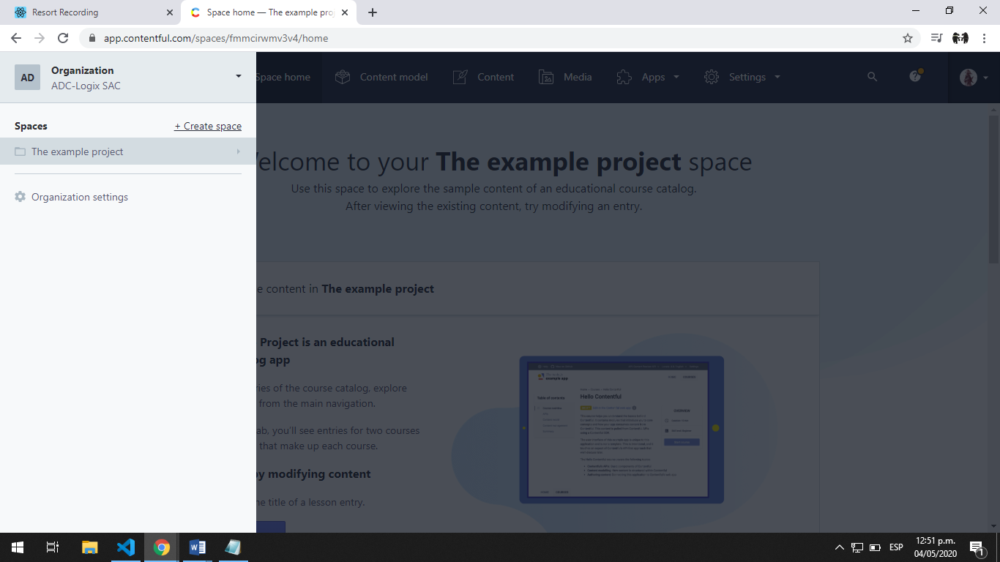 Resort Recording
Space home — The example pro
app.contentful.com/spaces/fmmcirwmv3v4/home
AD
Organization
ADC-Logix SAC
Space home
Content model
Content
Media
Apps
Settings
Spaces
+ Create space
The example project
Organization settings
elcome to your The example project space
Use this space to explore the sample content of an educational course catalog.
After viewing the existing content, try modifying an entry.
e content in The example project
Project is an educational
og app
ries of the course catalog, explore
from the main navigation.
ab, you'll see entries for two courses
that make up each course.
by modifying content
he title of a lesson entry.
example app
Table of contents
Hello Contentful
OVERVIEW
ESP
12:51 p.m.
04/05/2020
1